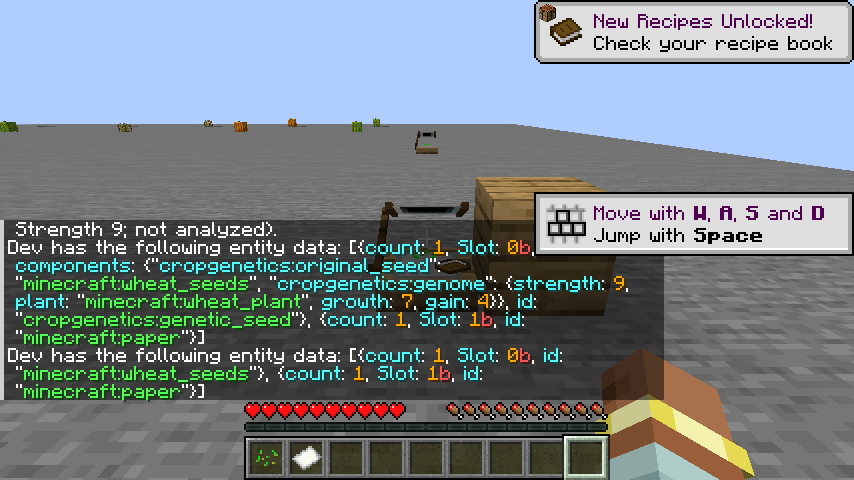 New Recipes Unlocked!
Check your recipe book
Move with W, A, S and D
Jump with Space
Strength 9; not analyzed).
Dev has the following entity data: [{count: 1, Slot: 0b,
components: {"cropgenetics:original_seed":
"minecraft:wheat_seeds", "cropgenetics:genome": {strength: 9,
plant: "minecraft:wheat_plant", growth: 7, gain: 4}}, id:
"cropgenetics:genetic_seed"}, {count: 1, Slot: 1b, id:
"minecraft:paper"}]
Dev has the following entity data: [{count: 1, Slot: 0b, id:
"minecraft:wheat_seeds"}, {count: 1, Slot: 1b, id:
"minecraft:paper"}]